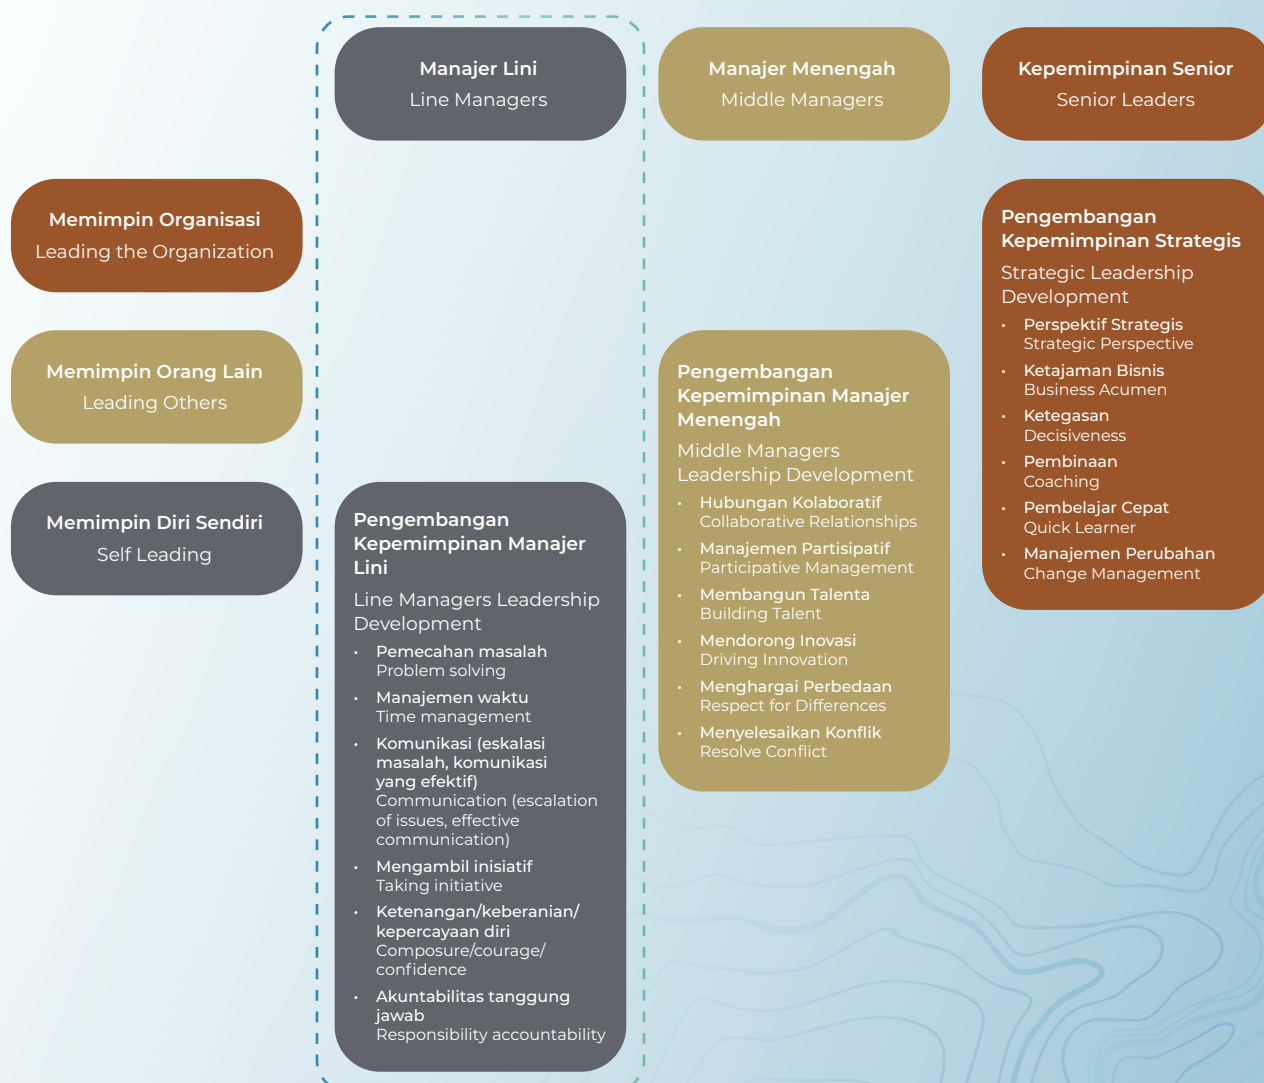 Manajer Lini
Line Managers
Manajer Menengah
Middle Managers
Kepemimpinan Senior
Senior Leaders
Memimpin Organisasi
Leading the Organization
Memimpin Orang Lain
Leading Others
Memimpin Diri Sendiri
Self Leading
Pengembangan
Kepemimpinan Manajer
Lini
Line Managers Leadership
Development
• Pemecahan masalah
Problem solving
• Manajemen waktu
Time management
• Komunikasi (eskalasi
masalah, komunikasi
yang efektif)
Communication (escalation
of issues, effective
communication)
• Mengambil inisiatif
Taking initiative
• Ketenangan/keberanian/
kepercayaan diri
Composure/courage/
confidence
• Akuntabilitas tanggung
jawab
Responsibility accountability
Pengembangan
Kepemimpinan Manajer
Menengah
Middle Managers
Leadership Development
• Hubungan Kolaboratif
Collaborative Relationships
• Manajemen Partisipatif
Participative Management
• Membangun Talenta
Building Talent
• Mendorong Inovasi
Driving Innovation
• Menghargai Perbedaan
Respect for Differences
• Menyelesaikan Konflik
Resolve Conflict
Pengembangan
Kepemimpinan Strategis
Strategic Leadership
Development
• Perspektif Strategis
Strategic Perspective
• Ketajaman Bisnis
Business Acumen
• Ketegasan
Decisiveness
• Pembinaan
Coaching
• Pembelajar Cepat
Quick Learner
• Manajemen Perubahan
Change Management